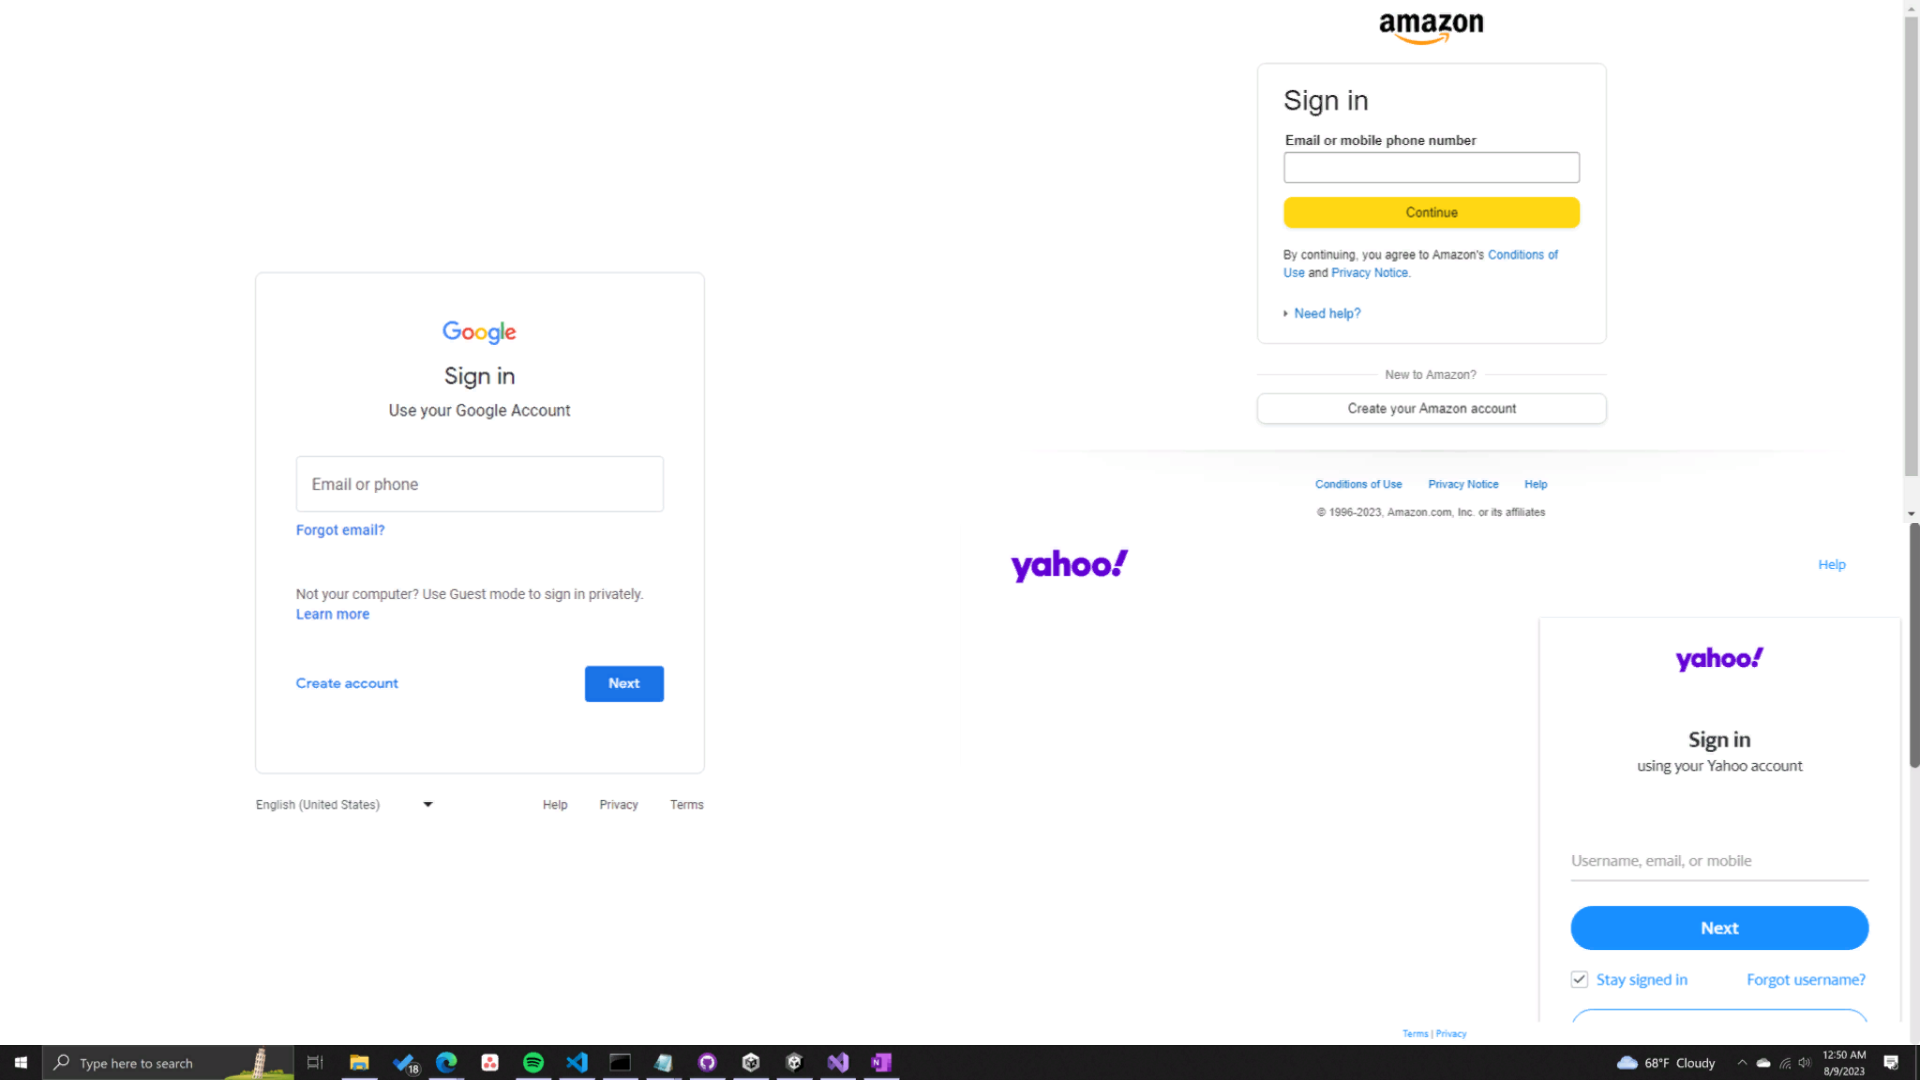 Google
Sign in
Use your Google Account
Email or phone
Forgot email?
Not your computer? Use Guest mode to sign in privately.
Learn more
Create account
Next
English (United States)
Help
Privacy
Terms
amazon
Sign in
Email or mobile phone number
Continue
By continuing, you agree to Amazon's Conditions of
Use and Privacy Notice.
Need help?
New to Amazon?
Create your Amazon account
Conditions of Use
Privacy Notice
Help
© 1996-2023, Amazon.com, Inc. or its affiliates
yahoo!
Help
yahoo!
Sign in
using your Yahoo account
Username, email, or mobile
Next
Stay signed in
Forgot username?
Terms | Privacy
Type here to search
18
N
68°F Cloudy
12:50 AM
8/9/2023